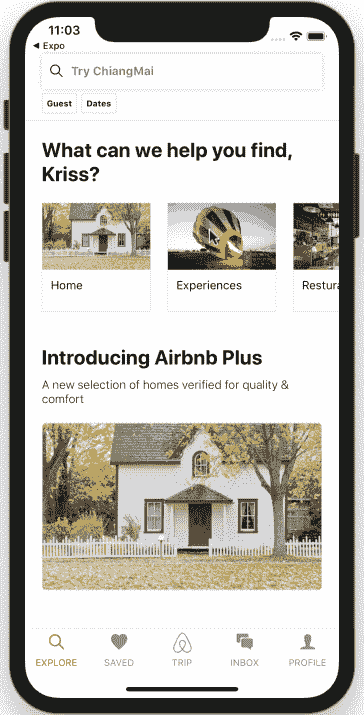 11:03
◀ Expo
Try ChiangMai
Guest Dates
What can we help you find,
Kriss?
Home Experiences Restura
Introducing Airbnb Plus
A new selection of homes verified for quality &
comfort
EXPLORE SAVED TRIP INBOX PROFILE